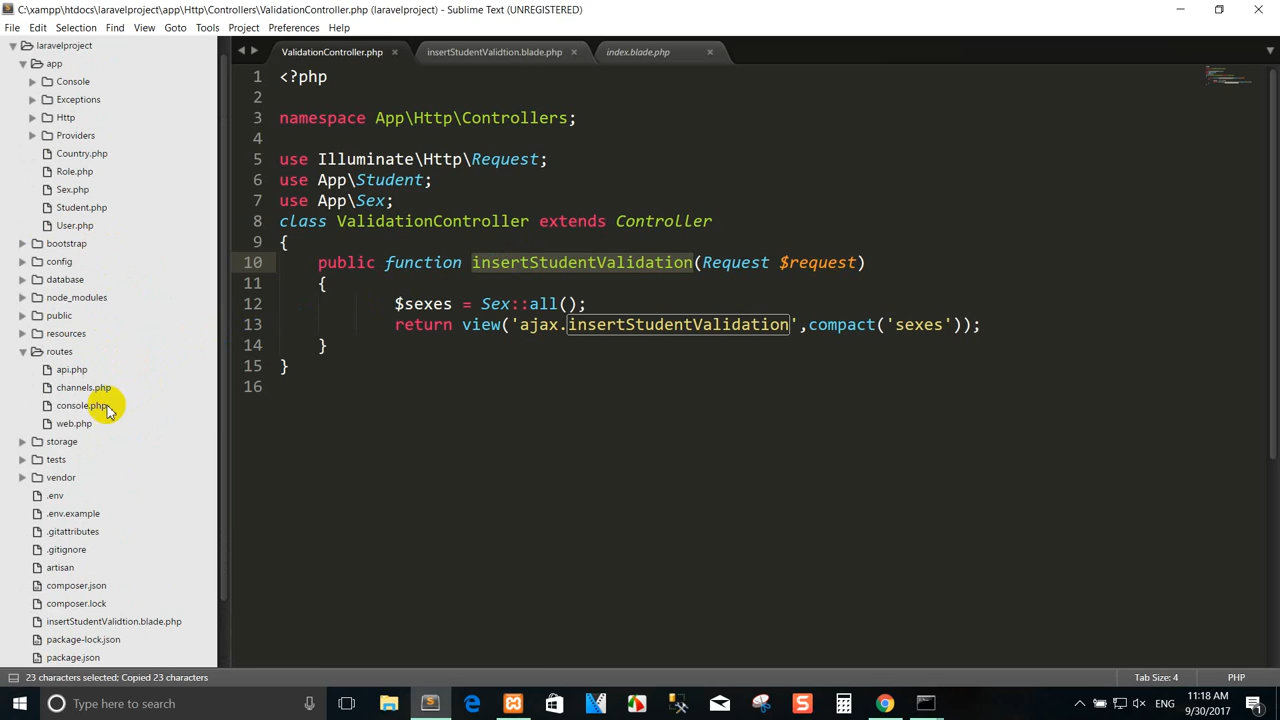 C:\xampp\htdocs\laravelproject\app\Http\Controllers\ValidationController.php (laravelproject) - Sublime Text (UNREGISTERED)
File Edit Selection Find View Goto Tools Project Preferences Help
laravelproject
app
Console
Exceptions
Http
Providers
Country.php
Role.php
Sex.php
Student.php
User.php
bootstrap
config
database
node_modules
public
resources
routes
api.php
channels.php
console.php
web.php
storage
tests
vendor
.env
.env.example
.gitattributes
.gitignore
artisan
composer.json
composer.lock
insertStudentValidtion.blade.php
package-lock.json
package.json
ValidationController.php × insertStudentValidtion.blade.php × index.blade.php ×
1 <?php
2
3 namespace App\Http\Controllers;
4
5 use Illuminate\Http\Request;
6 use App\Student;
7 use App\Sex;
8 class ValidationController extends Controller
9 {
10 public function insertStudentValidation(Request $request)
11 {
12 $sexes = Sex::all();
13 return view('ajax.insertStudentValidation',compact('sexes'));
14 }
15 }
16
23 characters selected; Copied 23 characters
Tab Size: 4 PHP
Type here to search
ENG
11:18 AM
9/30/2017
1